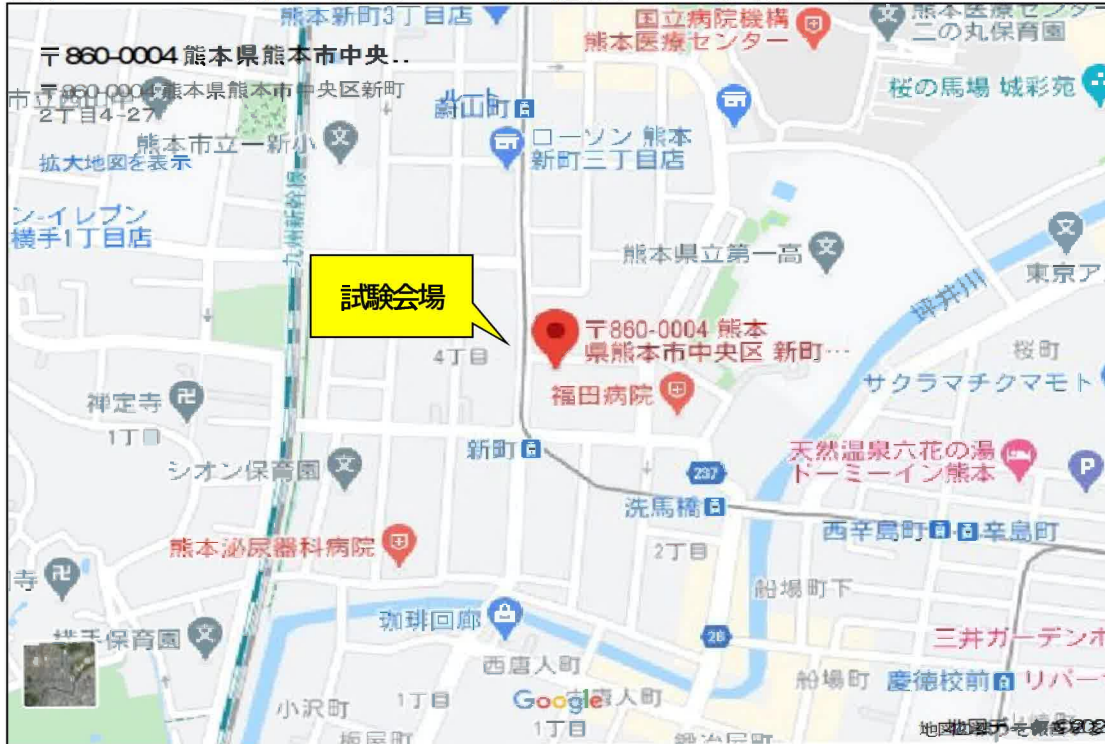 熊本新町3丁目店
国立病院機構
熊本医療センター
熊本医療センター
二の丸保育園
〒860-0004 熊本県熊本市中央..
〒860-0004 熊本県熊本市中央区新町
2丁目4-27
桜の馬場 城彩苑
蔚山町
熊本市立一新小
ローソン 熊本
新町三丁目店
拡大地図を表示
九州新幹線
ン-イレブン
横手1丁目店
熊本県立第一高
東京ア
坪井川
試験会場
〒860-0004 熊本
県熊本市中央区 新町…
4丁目
桜町
サクラマチクマモト
福田病院
禅定寺
1丁目
新町
シオン保育園
天然温泉六花の湯
ドーミーイン熊本
P
237
洗馬橋
西辛島町
辛島町
熊本泌尿器科病院
2丁目
寺
船場町下
珈琲回廊
横手保育園
28
三井ガーデンホ
西唐人町
船場町
慶徳校前
リバー
小沢町
1丁目
Google
唐人町
1丁目